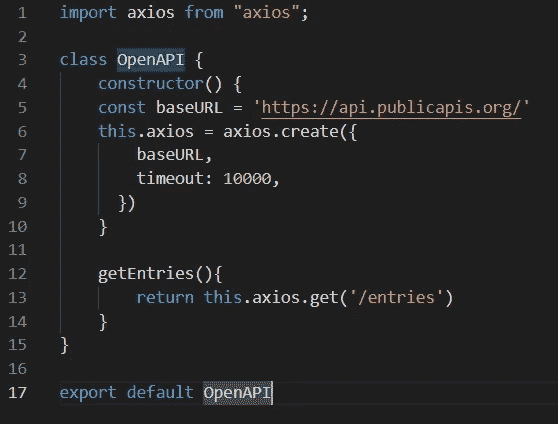 1 import axios from "axios";
2
3 class OpenAPI {
4     constructor() {
5     const baseURL = 'https://api.publicapis.org/'
6     this.axios = axios.create({
7         baseURL,
8         timeout: 10000,
9       })
10     }
11
12     getEntries(){
13         return this.axios.get('/entries')
14     }
15 }
16
17 export default OpenAPI